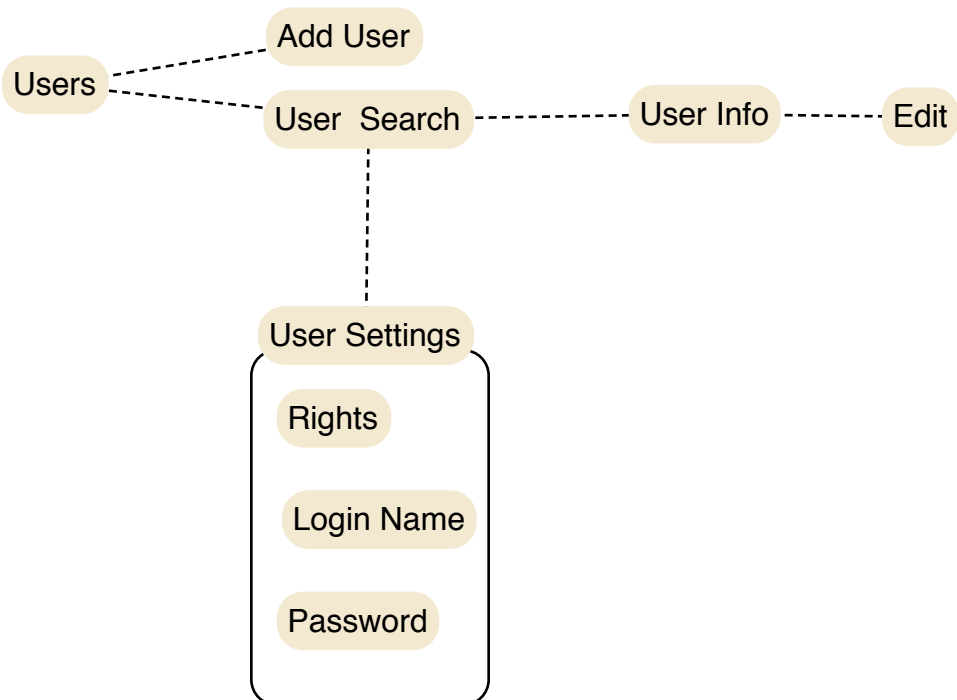 Add User
Users
User  Search
User Info
Edit
User Settings
Rights
Login Name
Password